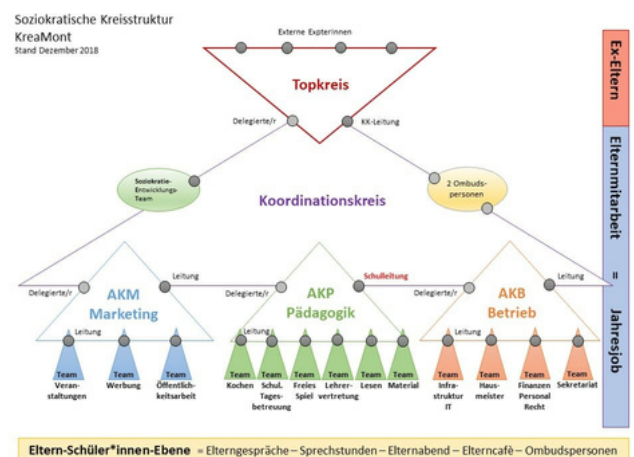 Soziokratische Kreisstruktur
KreaMont
Stand Dezember 2018
Externe ExpterInnen
Topkreis
Delegierte/r
KK-Leitung
Ex-Eltern
Soziokratie-
Entwicklungs-
Team
2 Ombuds-
personen
Koordinationskreis
Elternmitarbeit = Jahresjob
Delegierte/r
Leitung
AKM
Marketing
Leitung
Delegierte/r
Schulleitung
AKP
Pädagogik
Leitung
Delegierte/r
Leitung
AKB
Betrieb
Leitung
Team
Veran-
staltungen
Team
Werbung
Team
Öffentlich-
keitsarbeit
Team
Kochen
Team
Schul.
Tages-
betreuung
Team
Freies
Spiel
Team
Lehrer-
vertretung
Team
Lesen
Team
Material
Team
Infra-
struktur
IT
Team
Haus-
meister
Team
Finanzen
Personal
Recht
Team
Sekretariat
Eltern-Schüler*innen-Ebene = Elterngespräche – Sprechstunden – Elternabend – Elterncafè – Ombudspersonen